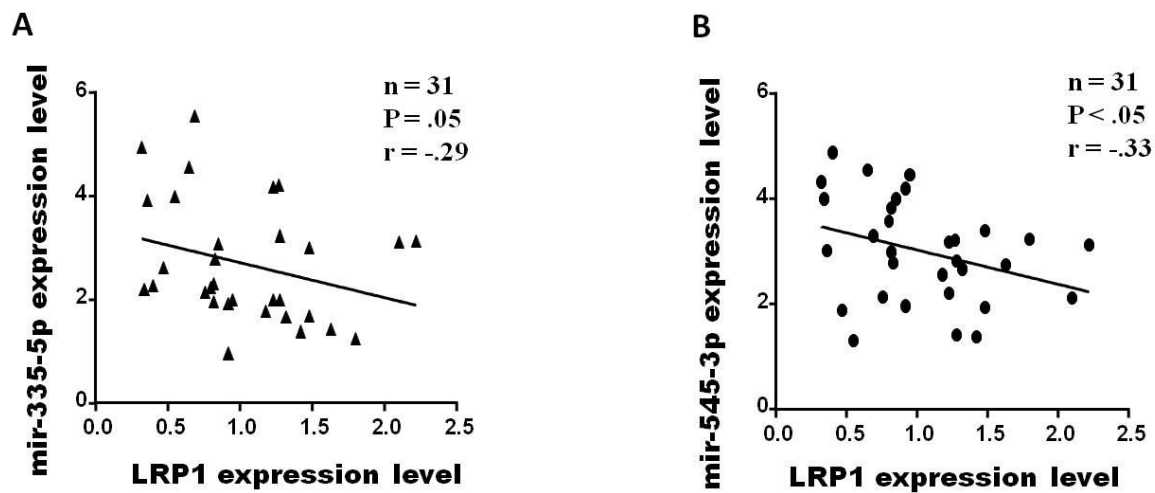 A
mir-335-5p expression level
6
4
2
0
n = 31
P = .05
r = -.29
0.0 0.5 1.0 1.5 2.0 2.5
LRP1 expression level
B
mir-545-3p expression level
6
4
2
0
n = 31
P < .05
r = -.33
0.0 0.5 1.0 1.5 2.0 2.5
LRP1 expression level